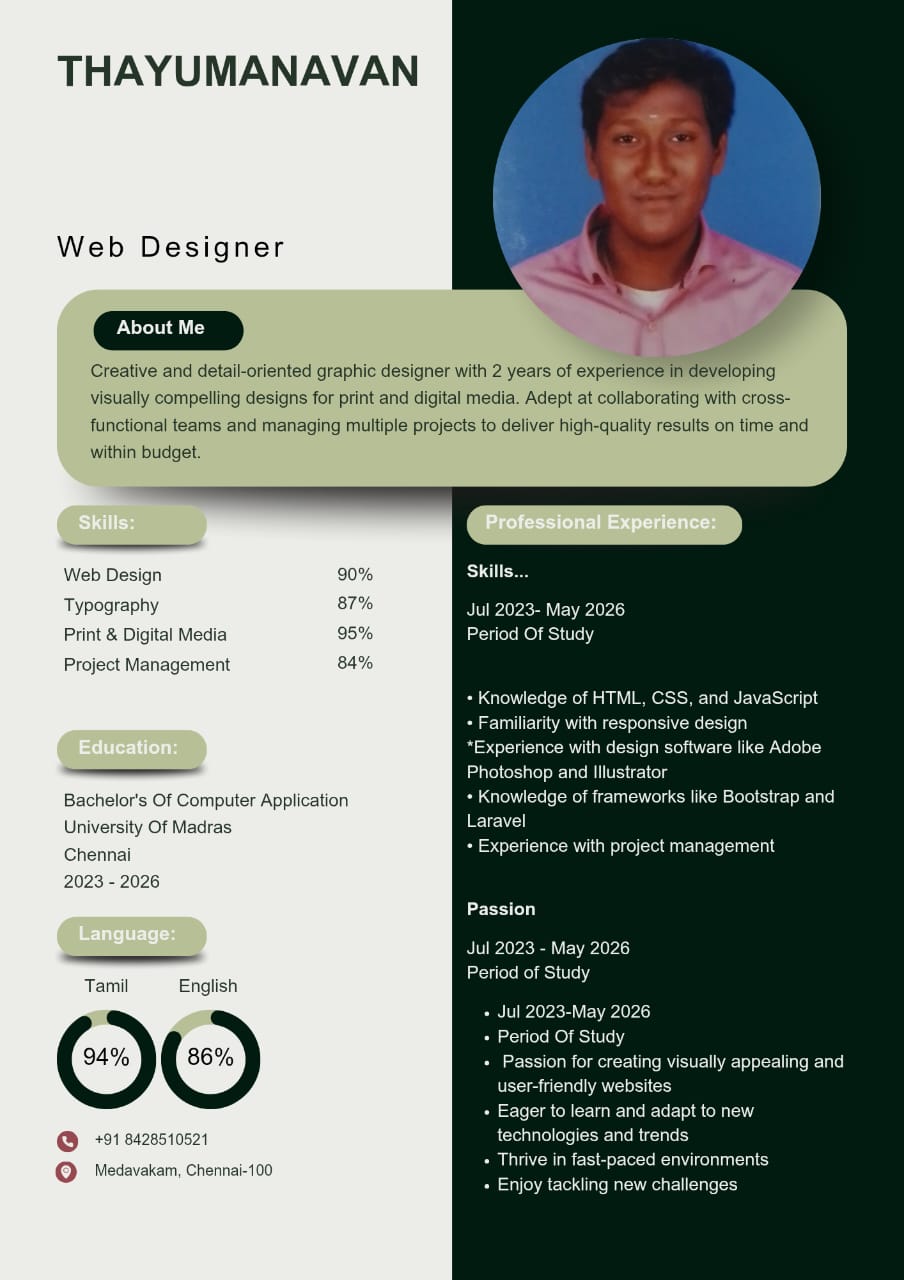 THAYUMANAVAN
Web Designer
About Me
Creative and detail-oriented graphic designer with 2 years of experience in developing
visually compelling designs for print and digital media. Adept at collaborating with cross-
functional teams and managing multiple projects to deliver high-quality results on time and
within budget.
Skills:
Web Design 90%
Typography 87%
Print & Digital Media 95%
Project Management 84%
Education:
Bachelor's Of Computer Application
University Of Madras
Chennai
2023 - 2026
Language:
Tamil English
94% 86%
+91 8428510521
Medavakam, Chennai-100
Professional Experience:
Skills...
Jul 2023- May 2026
Period Of Study
• Knowledge of HTML, CSS, and JavaScript
• Familiarity with responsive design
*Experience with design software like Adobe
Photoshop and Illustrator
• Knowledge of frameworks like Bootstrap and
Laravel
• Experience with project management
Passion
Jul 2023 - May 2026
Period of Study
• Jul 2023-May 2026
• Period Of Study
• Passion for creating visually appealing and
user-friendly websites
• Eager to learn and adapt to new
technologies and trends
• Thrive in fast-paced environments
• Enjoy tackling new challenges